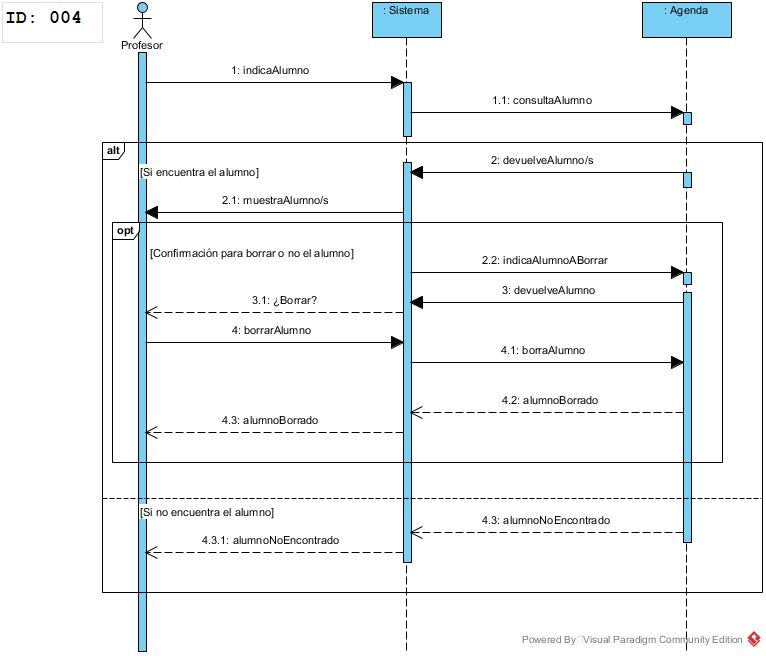 ID: 004
: Sistema
: Agenda
Profesor
1: indicaAlumno
1.1: consultaAlumno
alt
2: devuelveAlumno/s
[Si encuentra el alumno]
2.1: muestraAlumno/s
opt
[Confirmación para borrar o no el alumno]
2.2: indicaAlumnoABorrar
3: devuelveAlumno
3.1: ¿Borrar?
4: borrarAlumno
4.1: borraAlumno
4.2: alumnoBorrado
4.3: alumnoBorrado
[Si no encuentra el alumno]
4.3: alumnoNoEncontrado
4.3.1: alumnoNoEncontrado
Powered By Visual Paradigm Community Edition